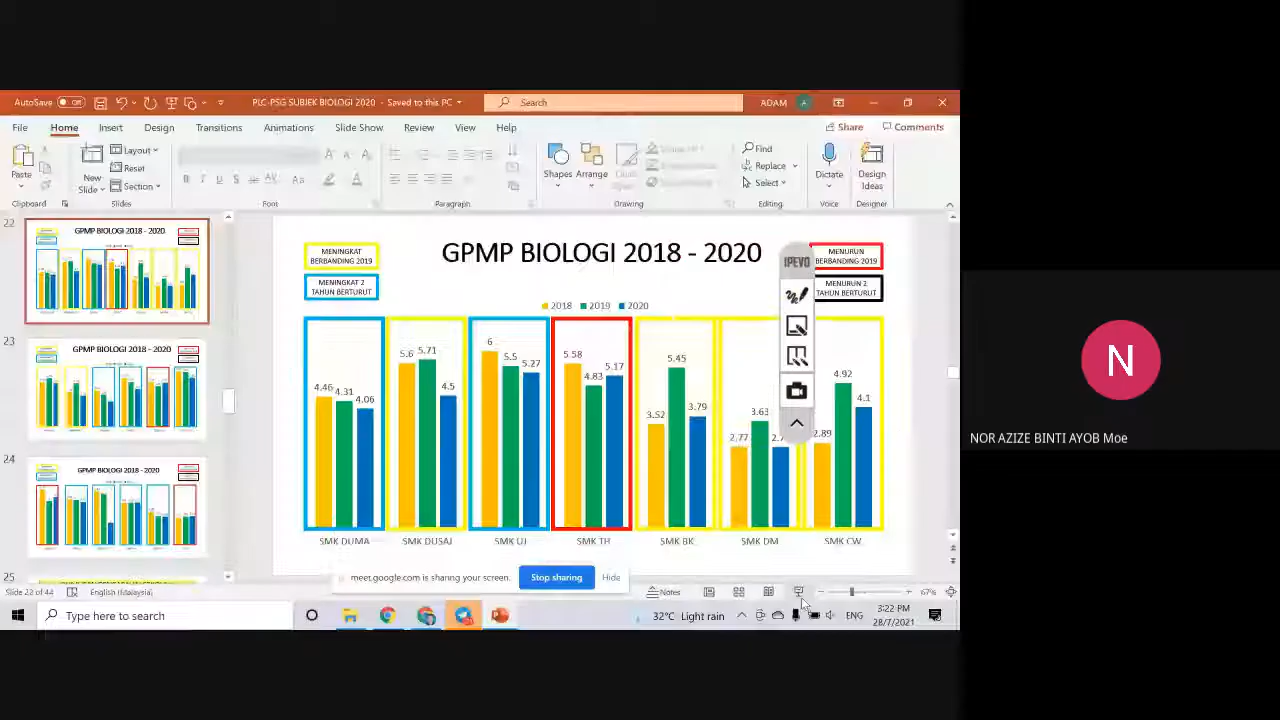 AutoSave Off PLC-PSG SUBJEK BIOLOGI 2020 - Saved to this PC Search ADAM A
File Home Insert Design Transitions Animations Slide Show Review View Help Share Comments
Paste New Slide Layout Reset Section Shapes Arrange Find Replace Select Dictate Design Ideas
Clipboard Slides Font Paragraph Drawing Editing Voice Designer
22
GPMP BIOLOGI 2018 - 2020
23
GPMP BIOLOGI 2018 - 2020
24
GPMP BIOLOGI 2018 - 2020
25
MENINGKAT
BERBANDING 2019
MENINGKAT 2
TAHUN BERTURUT
GPMP BIOLOGI 2018 - 2020
IPEVO
MENURUN
BERBANDING 2019
MENURUN 2
TAHUN BERTURUT
2018 2019 2020
4.46 4.31 4.06
5.6 5.71 4.5
6 5.5 5.27
5.58 4.83 5.17
3.52 5.45 3.79
2.77 3.63
2.89 4.92 4.1
SMK DUMA SMK DUSAI SMK UJ SMK TH SMK BK SMK DM SMK CW
meet.google.com is sharing your screen. Stop sharing Hide
Slide 22 of 44 English (Malaysia) Notes 67%
Type here to search 32°C Light rain ENG 3:22 PM
28/7/2021
N
NOR AZIZE BINTI AYOB Moe